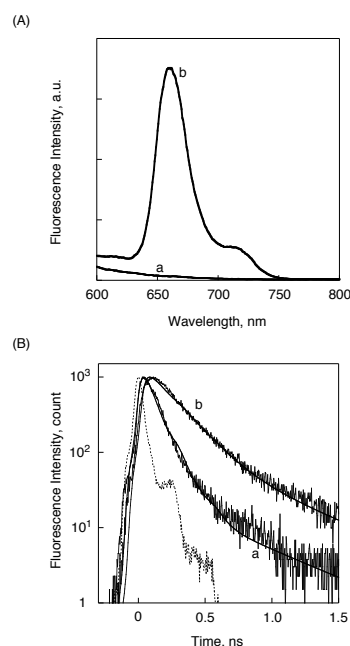 (A)
Fluorescence Intensity, a.u.
b
a
600 650 700 750 800
Wavelength, nm
(B)
Fluorescence Intensity, count
10³
10²
10¹
1
b
a
0 0.5 1.0 1.5
Time, ns